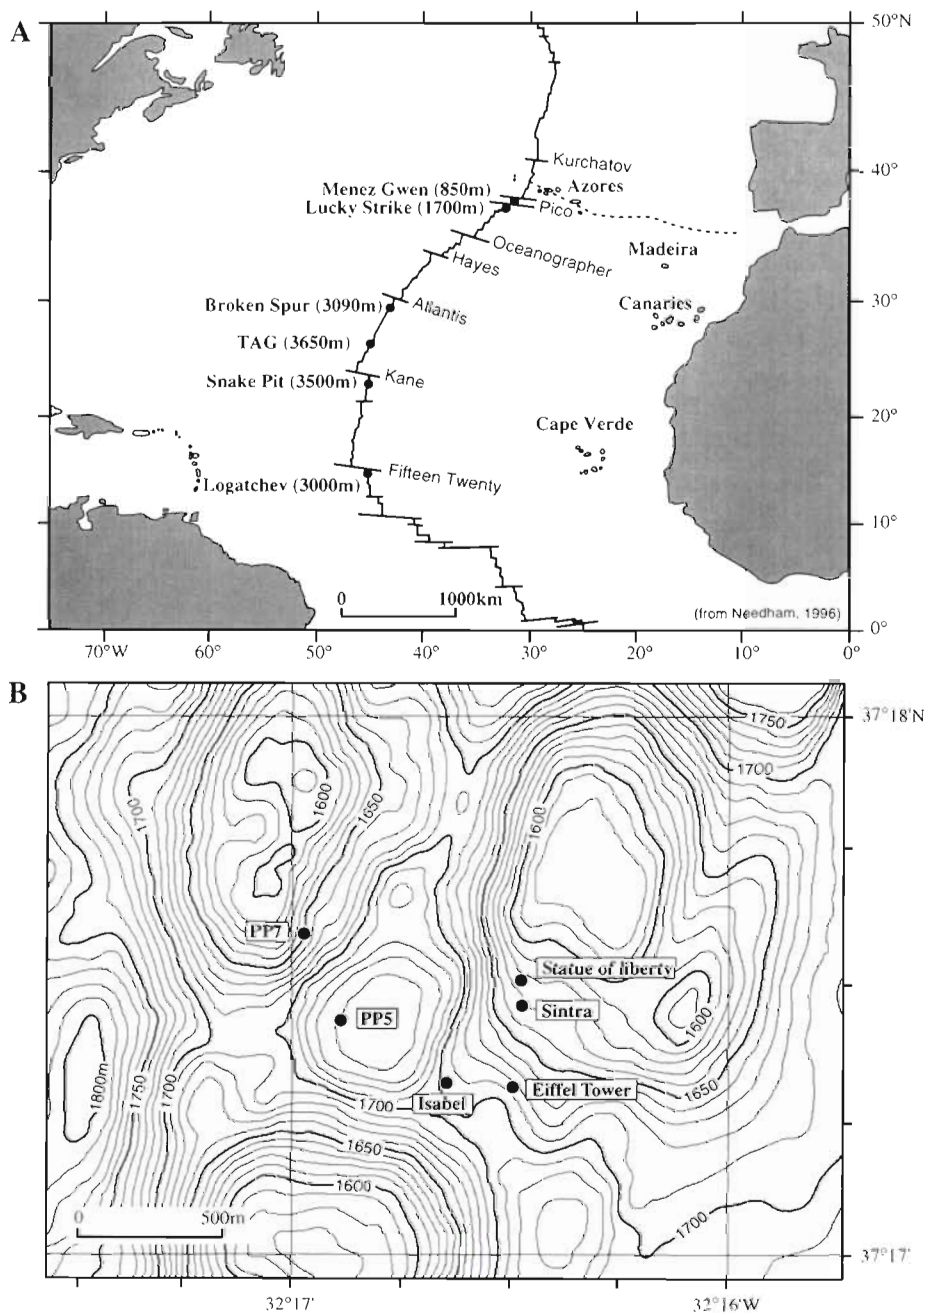 A
50°N
Kurchatov
40°
Menez Gwen (850m)
Azores
Lucky Strike (1700m)
Pico
Oceanographer
Madeira
Hayes
Canaries
30°
Broken Spur (3090m)
Atlantis
TAG (3650m)
Kane
Snake Pit (3500m)
20°
Cape Verde
Fifteen Twenty
Logatchev (3000m)
10°
0
1000km
(from Needham, 1996)
0°
70°W
60°
50°
40°
30°
20°
10°
0°
B
1750
37°18'N
1700
1600
1650
1700
1600
PP7
Statue of liberty
Sintra
PP5
1600
1800m
1750
1700
Eiffel Tower
1650
Isabel
1700
1650
1600
0
500m
1700
37°17'
32°17'
32°16'W